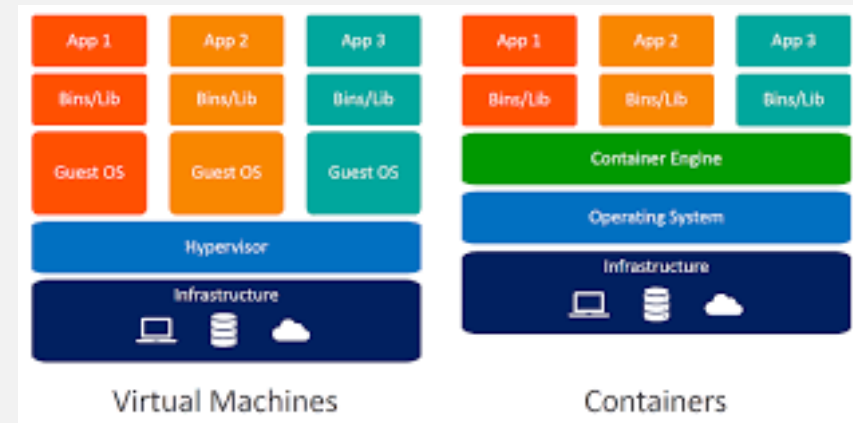 App 1
App 2
App 3
Bins/Lib
Bins/Lib
Bins/Lib
Guest OS
Guest OS
Guest OS
Hypervisor
Infrastructure
Virtual Machines
App 1
App 2
App 3
Bins/Lib
Bins/Lib
Bins/Lib
Container Engine
Operating System
Infrastructure
Containers